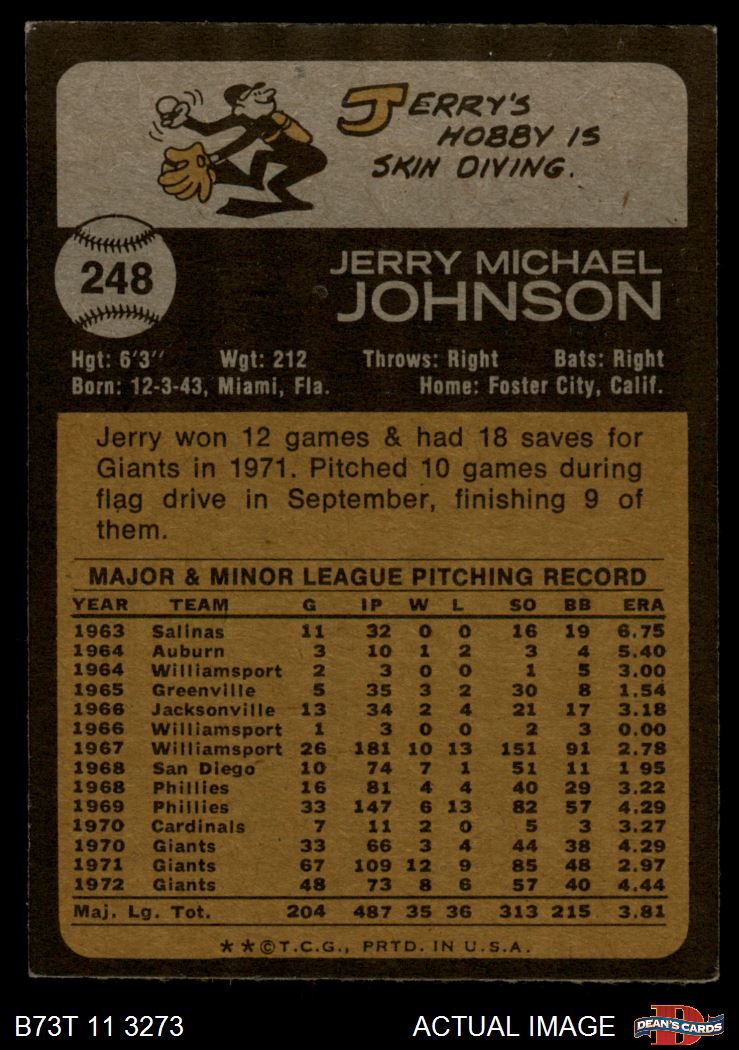 JERRY'S
HOBBY IS
SKIN DIVING.
248
JERRY MICHAEL
JOHNSON
Hgt: 6'3" Wgt: 212 Throws: Right Bats: Right
Born: 12-3-43, Miami, Fla. Home: Foster City, Calif.
Jerry won 12 games & had 18 saves for
Giants in 1971. Pitched 10 games during
flag drive in September, finishing 9 of
them.
MAJOR & MINOR LEAGUE PITCHING RECORD
YEAR TEAM G IP W L SO BB ERA
1963 Salinas 11 32 0 0 16 19 6.75
1964 Auburn 3 10 1 2 3 4 5.40
1964 Williamsport 2 3 0 0 1 5 3.00
1965 Greenville 5 35 3 2 30 8 1.54
1966 Jacksonville 13 34 2 4 21 17 3.18
1966 Williamsport 1 3 0 0 2 3 0.00
1967 Williamsport 26 181 10 13 151 91 2.78
1968 San Diego 10 74 7 1 51 11 1 95
1968 Phillies 16 81 4 4 40 29 3.22
1969 Phillies 33 147 6 13 82 57 4.29
1970 Cardinals 7 11 2 0 5 3 3.27
1970 Giants 33 66 3 4 44 38 4.29
1971 Giants 67 109 12 9 85 48 2.97
1972 Giants 48 73 8 6 57 40 4.44
Maj. Lg. Tot. 204 487 35 36 313 215 3.81
**©T.C.G., PRTD. IN U.S.A.
B73T 11 3273 ACTUAL IMAGE DEAN'S CARDS